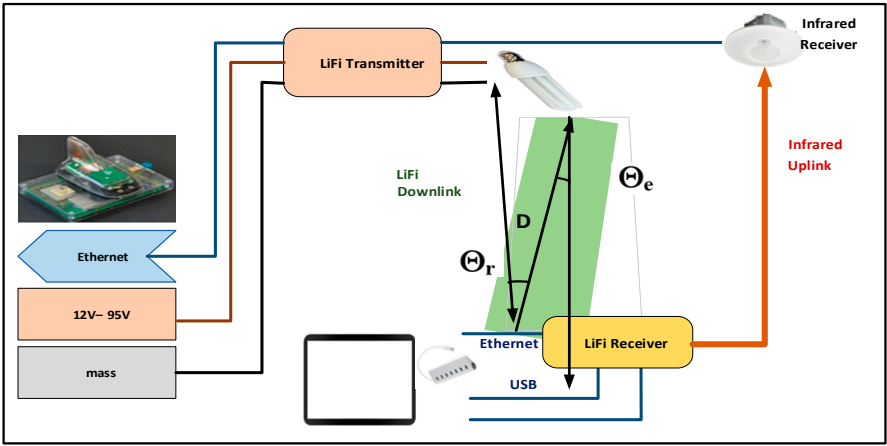 Infrared
Receiver
LiFi Transmitter
Infrared
Uplink
LiFi
Downlink
Θe
D
Θr
Ethernet
12V– 95V
mass
Ethernet
LiFi Receiver
USB